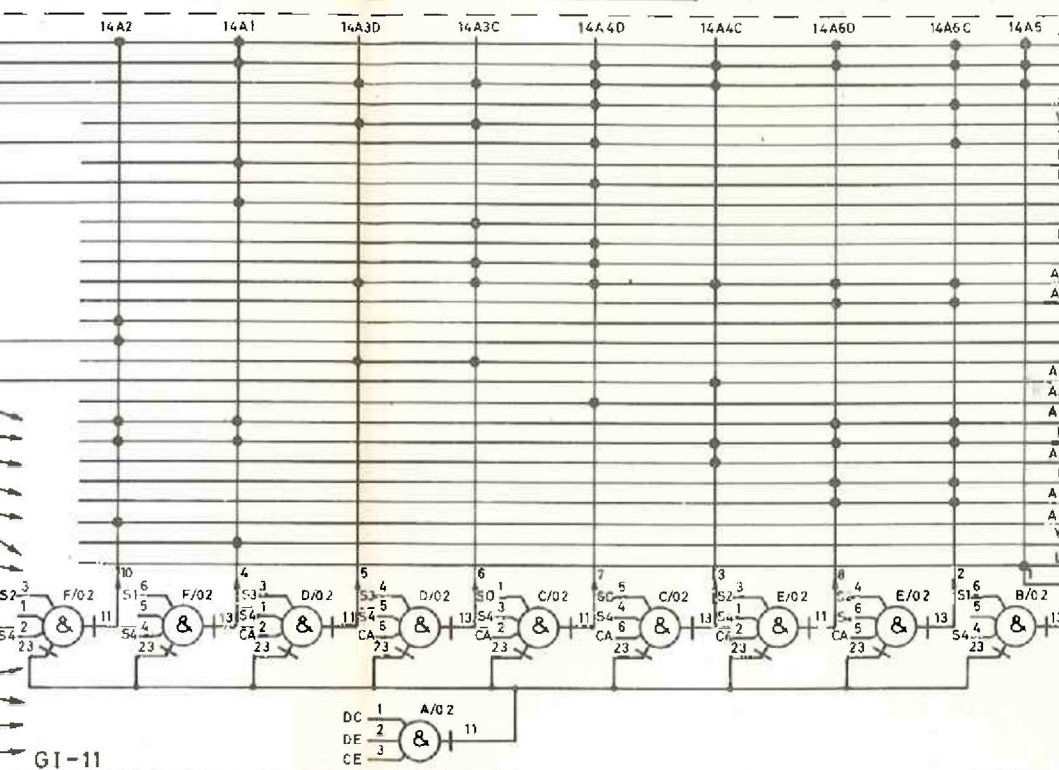 14A2 14A1 14A3D 14A3C 14A4D 14A4C 14A6D 14A6C 14A5
A
A
A
A
A
A
A
A
10 4 5 6 7 3 8 2 1
S2 3 F/02 S1 6 F/02 S3 3 D/02 S3 4 D/02 S0 1 C/02 5 C/02 S2 3 E/02 4 E/02 S1 6 B/02
1 & 11 5 & 13 S4 1 & 11 S4 5 & 13 S4 3 & 11 S4 4 & 13 S4 1 & 11 S4 6 & 13 5 & 13
S4 2 S4 4 CA 2 CA 6 CA 2 CA 6 CA 2 CA 5 S4 4
23 23 23 23 23 23 23 23 23
DC 1 A/02
DE 2 & 11
CE 3
GI-11